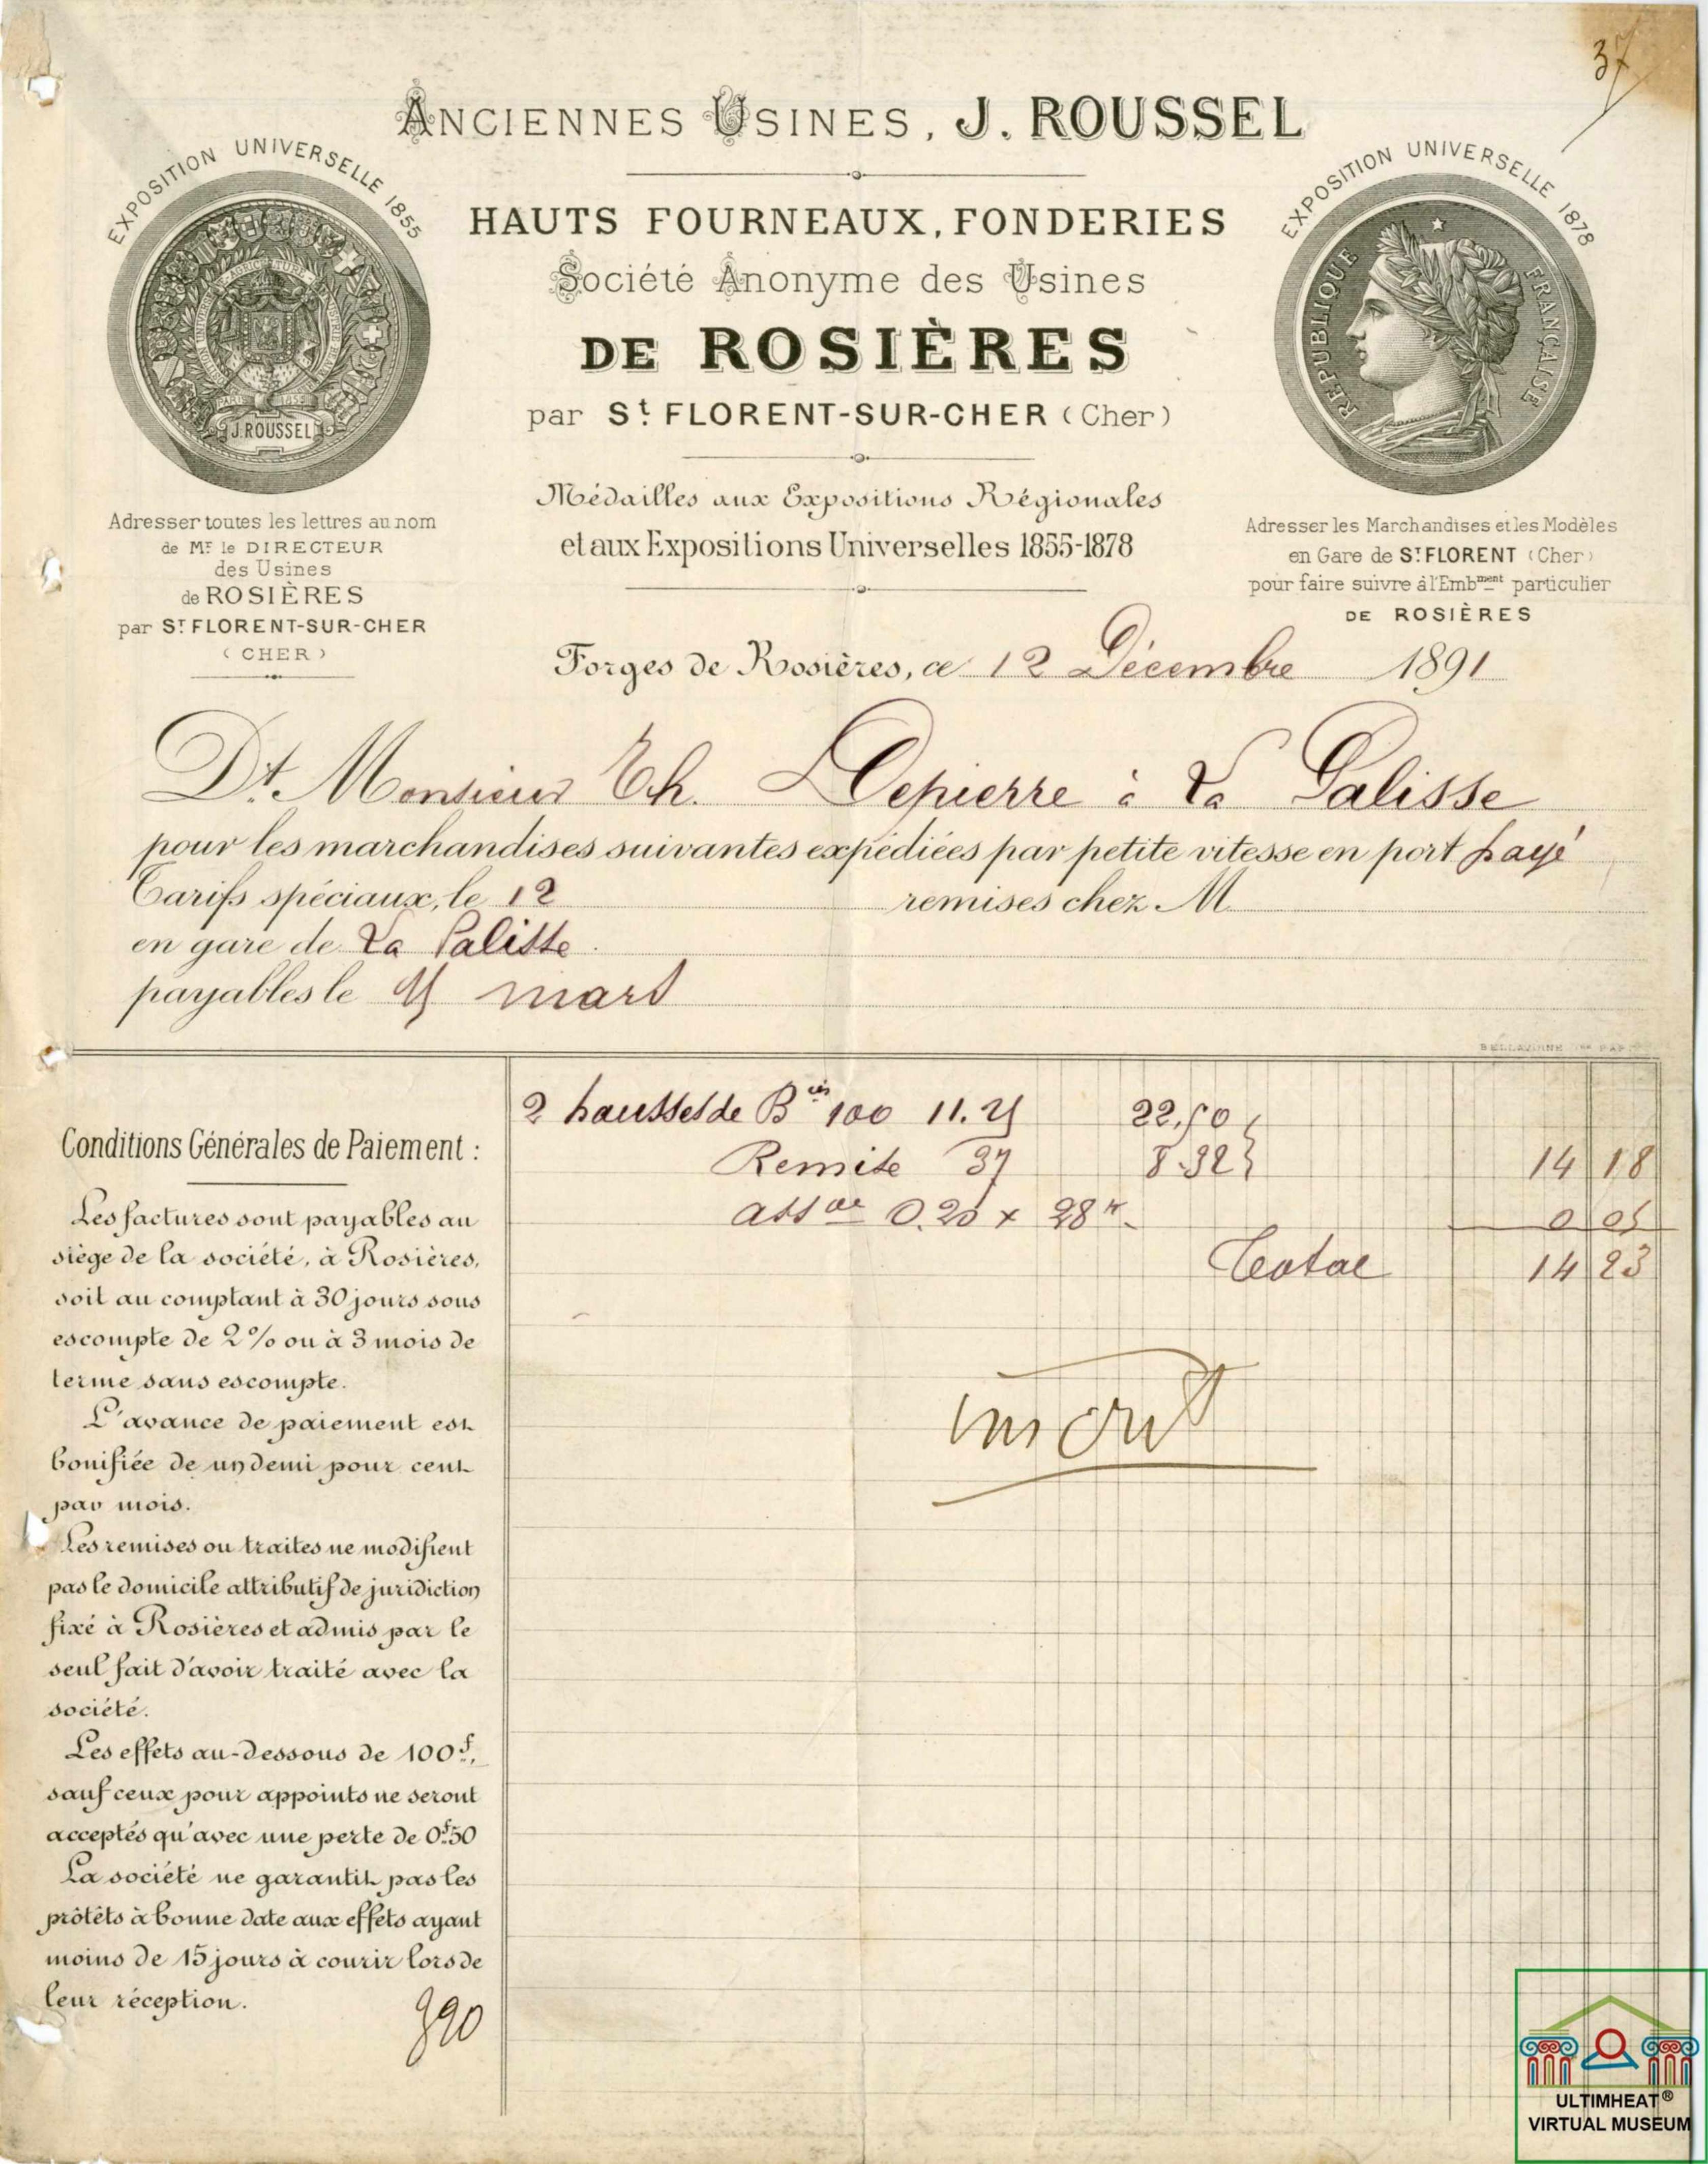 37
ANCIENNES USINES, J. ROUSSEL
HAUTS FOURNEAUX, FONDERIES
Société Anonyme des Usines
DE ROSIÈRES
par St FLORENT-SUR-CHER (Cher)
Médailles aux Expositions Régionales
et aux Expositions Universelles 1855-1878
EXPOSITION UNIVERSELLE 1855
J. ROUSSEL
Adresser toutes les lettres au nom
de Mr le DIRECTEUR
des Usines
de ROSIÈRES
par St FLORENT-SUR-CHER
(CHER)
EXPOSITION UNIVERSELLE 1878
REPUBLIQUE FRANÇAISE
Adresser les Marchandises et les Modèles
en Gare de St FLORENT (Cher)
pour faire suivre à l'Embment particulier
DE ROSIÈRES
Forges de Rosières, ce 12 Décembre 1891
Dt Monsieur Ch. Depierre à La Palisse
pour les marchandises suivantes expédiées par petite vitesse en port payé
Tarifs spéciaux, le 12 remises chez M
en gare de La Palisse
payables le 15 mars
2 hausses de Bces 100 11.25 22.50
Remise 37 8.32 14 18
assce 0.20 x 28k 0 05
Total 14 23
Conditions Générales de Paiement :
Les factures sont payables au
siège de la société, à Rosières,
soit au comptant à 30 jours sous
escompte de 2% ou à 3 mois de
terme sans escompte.
L'avance de paiement est
bonifiée de un demi pour cent
par mois.
Les remises ou traites ne modifient
pas le domicile attributif de juridiction
fixé à Rosières et admis par le
seul fait d'avoir traité avec la
société.
Les effets au-dessous de 100f,
sauf ceux pour appoints ne seront
acceptés qu'avec une perte de 0f50
La société ne garantit pas les
prôtêts à bonne date aux effets ayant
moins de 15 jours à courir lors de
leur réception.
990
ULTIMHEAT®
VIRTUAL MUSEUM